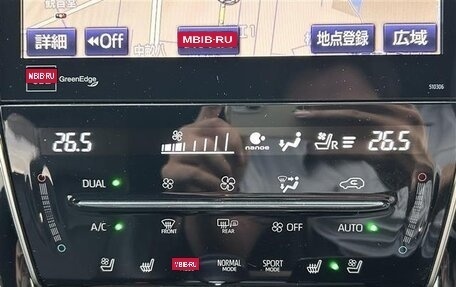 詳細 ◀◀Off MBIB·RU 地点登録 広域
MBIB·RU GreenEdge 510306
26.5 nanoe R 26.5
DUAL
A/C FRONT REAR OFF AUTO
MBIB·RU NORMAL MODE SPORT MODE